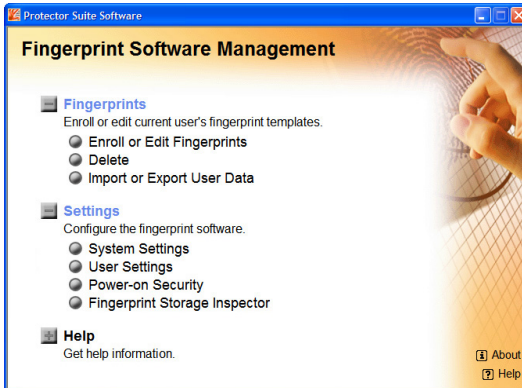 Protector Suite Software
Fingerprint Software Management
Fingerprints
Enroll or edit current user's fingerprint templates.
Enroll or Edit Fingerprints
Delete
Import or Export User Data
Settings
Configure the fingerprint software.
System Settings
User Settings
Power-on Security
Fingerprint Storage Inspector
Help
Get help information.
About
Help